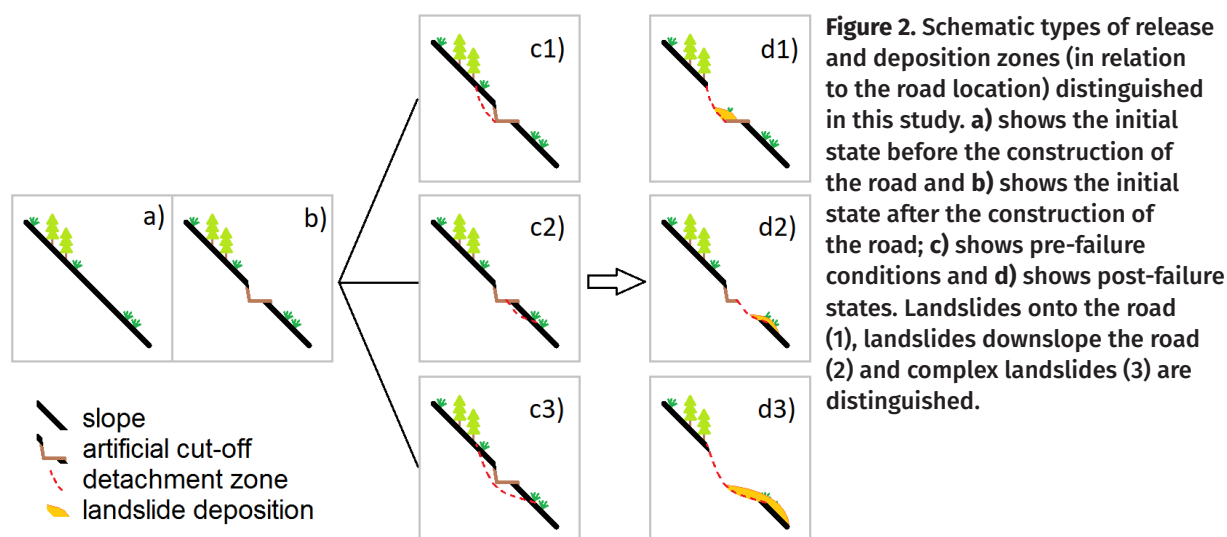 c1)
d1)
a)
b)
c2)
d2)
c3)
d3)
slope
artificial cut-off
detachment zone
landslide deposition
Figure 2. Schematic types of release
and deposition zones (in relation
to the road location) distinguished
in this study. a) shows the initial
state before the construction of
the road and b) shows the initial
state after the construction of
the road; c) shows pre-failure
conditions and d) shows post-failure
states. Landslides onto the road
(1), landslides downslope the road
(2) and complex landslides (3) are
distinguished.